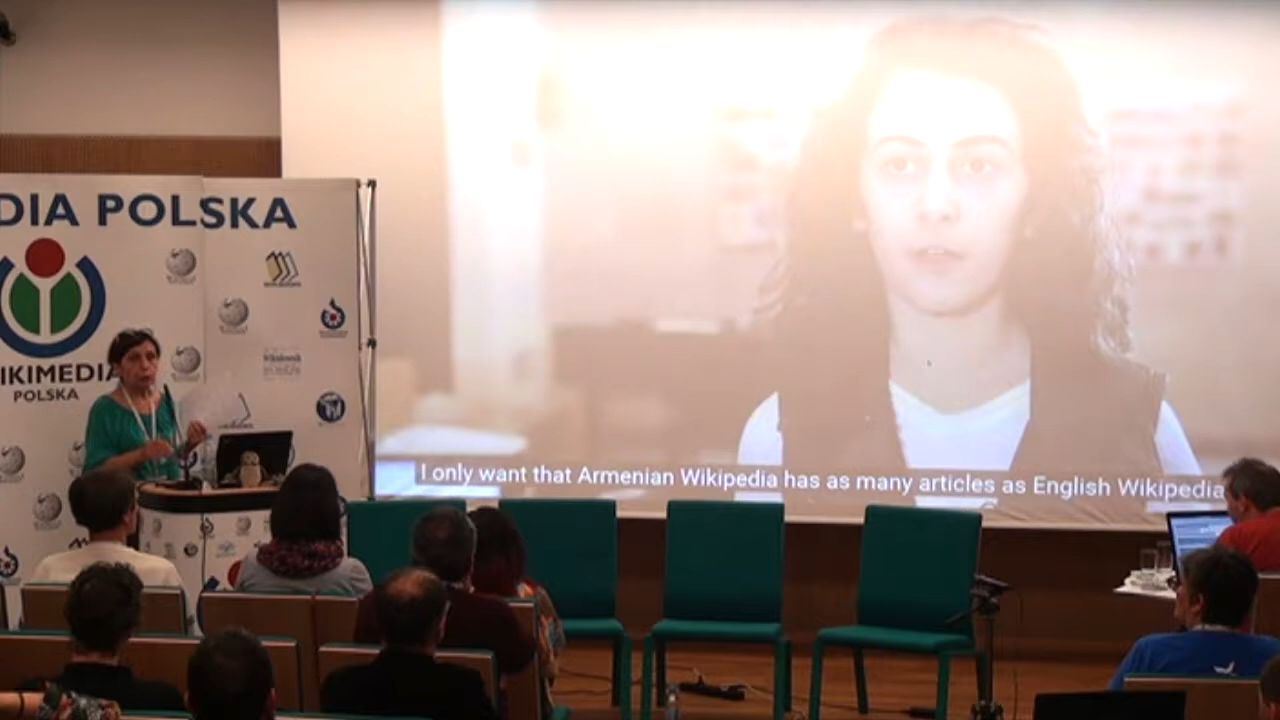 DIA POLSKA
IKIMEDIA
POLSKA
I only want that Armenian Wikipedia has as many articles as English Wikipedia